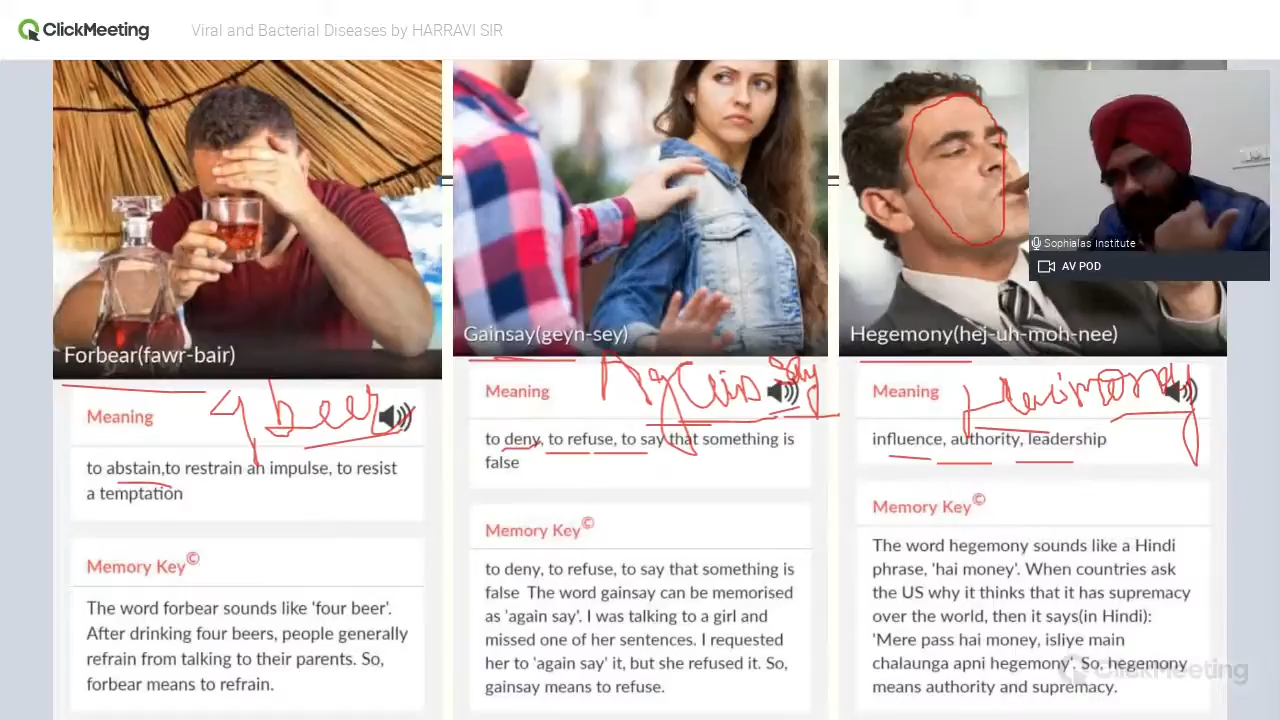 ClickMeeting
Viral and Bacterial Diseases by HARRAVI SIR
Sophialas Institute
AV POD
Forbear(fawr-bair)
Meaning
4 beer
to abstain,to restrain an impulse, to resist
a temptation
Memory Key©
The word forbear sounds like 'four beer'.
After drinking four beers, people generally
refrain from talking to their parents. So,
forbear means to refrain.
Gainsay(geyn-sey)
Meaning
Again say
to deny, to refuse, to say that something is
false
Memory Key©
to deny, to refuse, to say that something is
false The word gainsay can be memorised
as 'again say'. I was talking to a girl and
missed one of her sentences. I requested
her to 'again say' it, but she refused it. So,
gainsay means to refuse.
Hegemony(hej-uh-moh-nee)
Meaning
Haimoney
influence, authority, leadership
Memory Key©
The word hegemony sounds like a Hindi
phrase, 'hai money'. When countries ask
the US why it thinks that it has supremacy
over the world, then it says(in Hindi):
'Mere pass hai money, isliye main
chalaunga apni hegemony'. So, hegemony
means authority and supremacy.
ClickMeeting